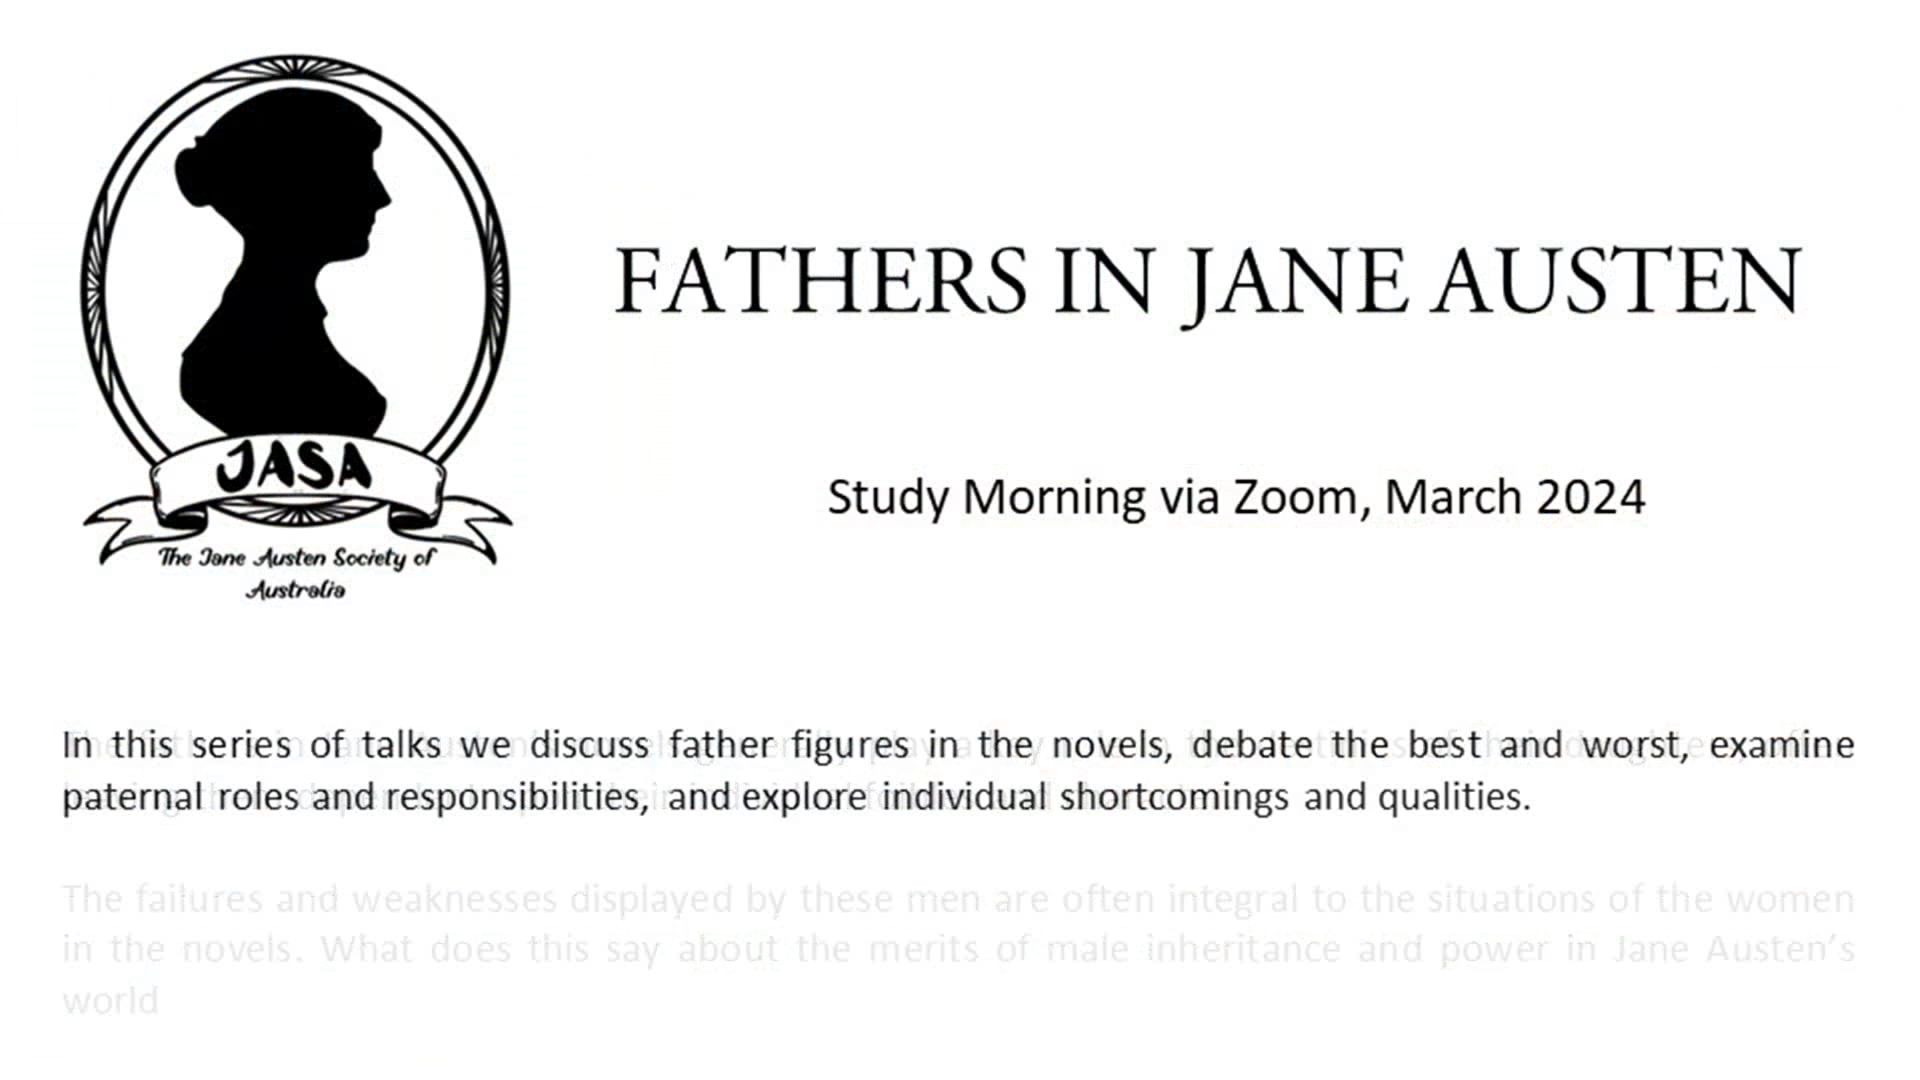 JASA
The Jane Austen Society of
Australia
FATHERS IN JANE AUSTEN
Study Morning via Zoom, March 2024
In this series of talks we discuss father figures in the novels, debate the best and worst, examine
paternal roles and responsibilities, and explore individual shortcomings and qualities.
The failures and weaknesses displayed by these men are often integral to the situations of the women
in the novels. What does this say about the merits of male inheritance and power in Jane Austen’s
world